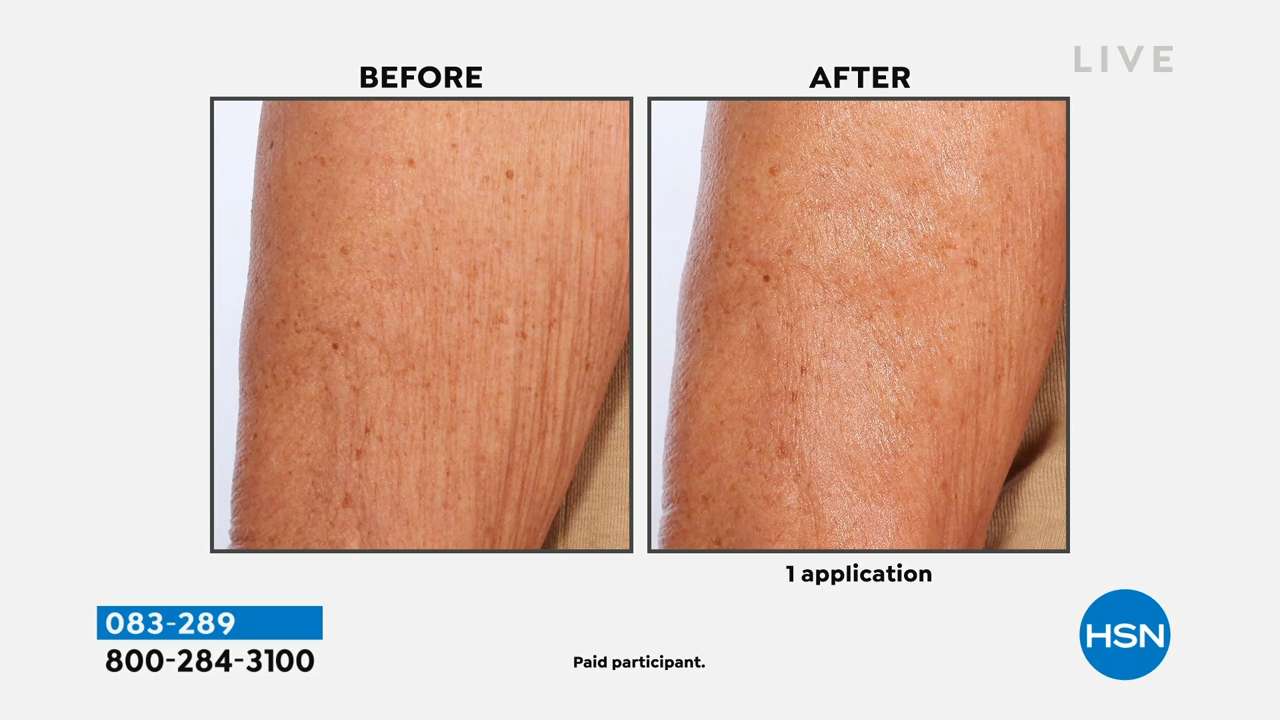 LIVE
BEFORE
AFTER
1 application
083-289
800-284-3100
Paid participant.
HSN